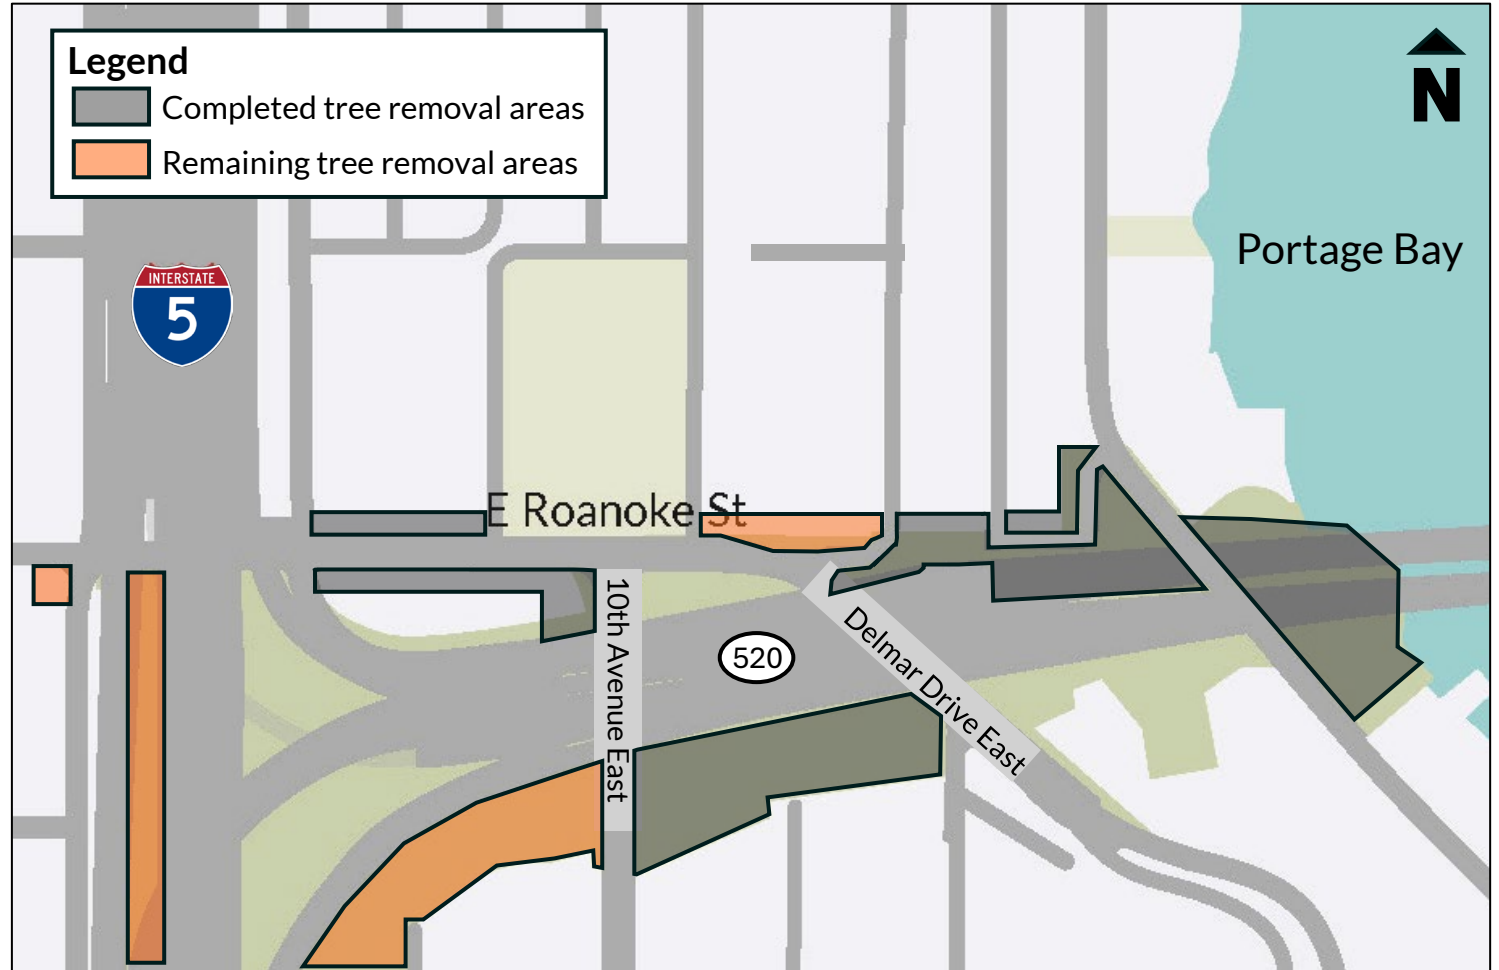 Legend
Completed tree removal areas
Remaining tree removal areas
N
INTERSTATE
5
Portage Bay
E Roanoke St
10th Avenue East
520
Delmar Drive East